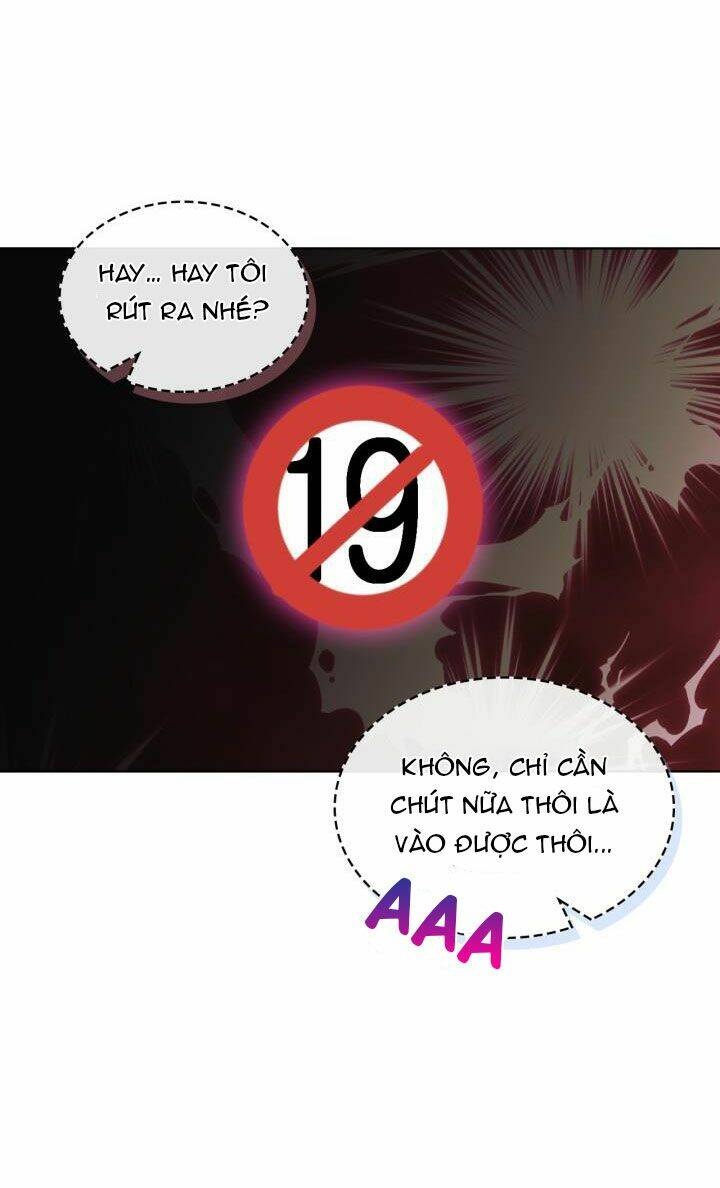 HAY... HAY TÔI
RÚT RA NHÉ?
19
KHÔNG, CHỈ CẦN
CHÚT NỮA THÔI LÀ
VÀO ĐƯỢC THÔI...
AAA